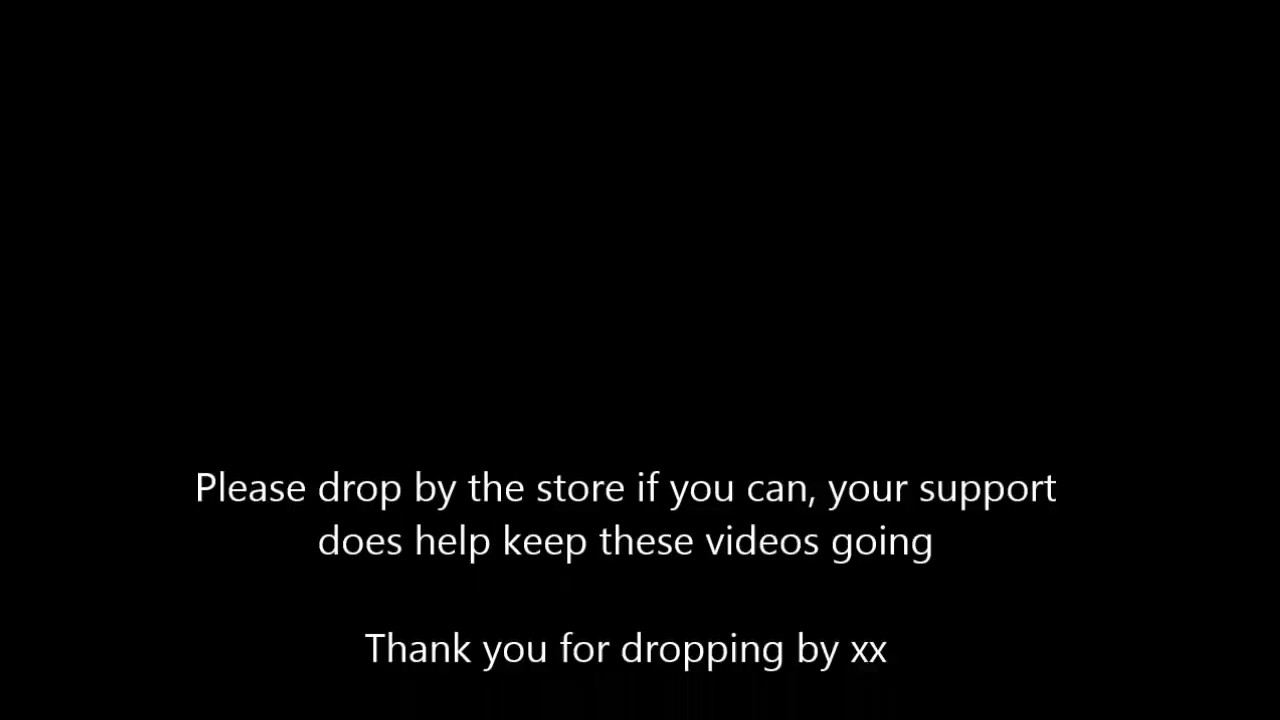 Please drop by the store if you can, your support
does help keep these videos going
Thank you for dropping by xx